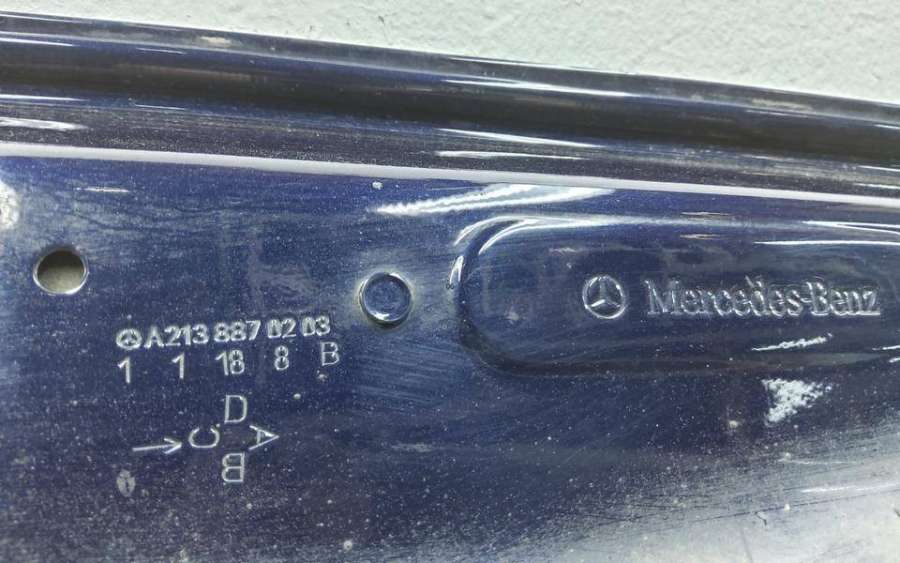 A213 887 02 03
1 1 18 8 B
D
C A
B
Mercedes-Benz